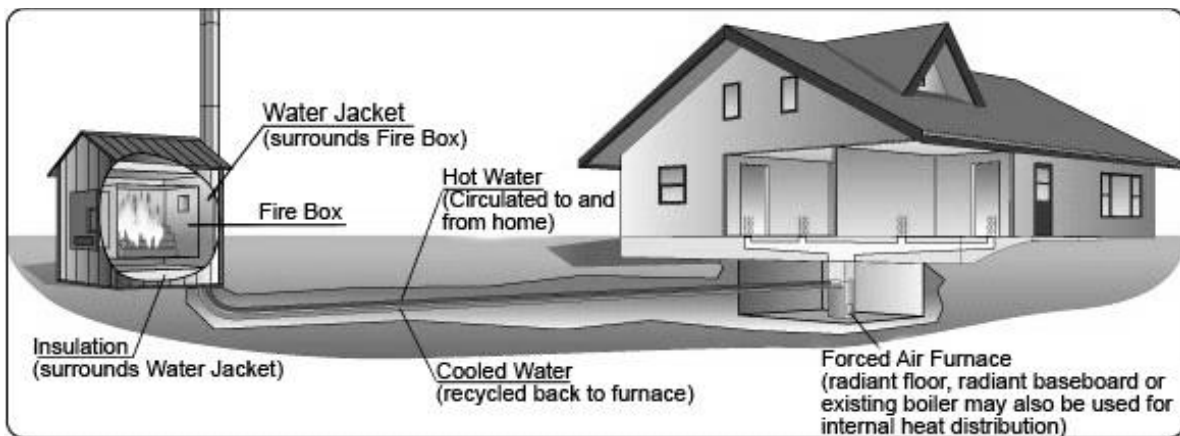 Water Jacket
(surrounds Fire Box)
Fire Box
Hot Water
(Circulated to and
from home)
Insulation
(surrounds Water Jacket)
Cooled Water
(recycled back to furnace)
Forced Air Furnace
(radiant floor, radiant baseboard or
existing boiler may also be used for
internal heat distribution)